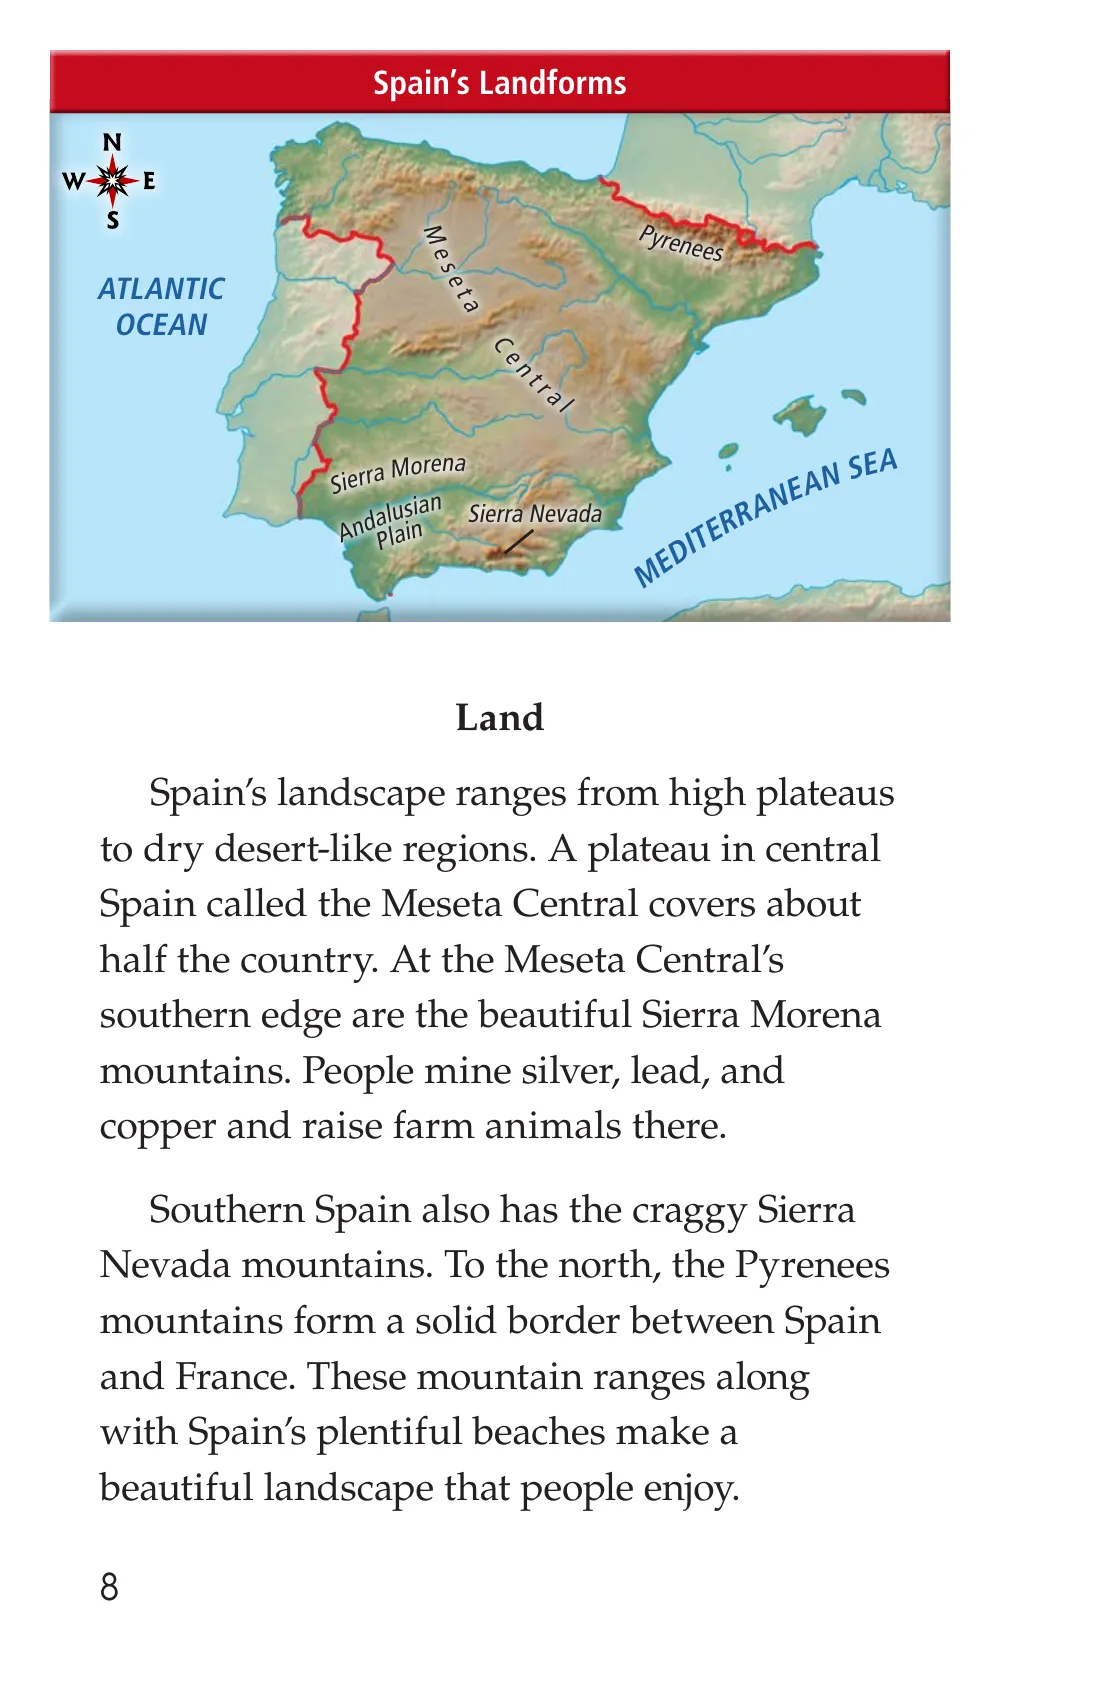 Spain’s Landforms
N
W E
S
ATLANTIC
OCEAN
Meseta
Central
Pyrenees
Sierra Morena
Andalusian
Plain
Sierra Nevada
MEDITERRANEAN SEA
Land
Spain’s landscape ranges from high plateaus
to dry desert-like regions. A plateau in central
Spain called the Meseta Central covers about
half the country. At the Meseta Central’s
southern edge are the beautiful Sierra Morena
mountains. People mine silver, lead, and
copper and raise farm animals there.
Southern Spain also has the craggy Sierra
Nevada mountains. To the north, the Pyrenees
mountains form a solid border between Spain
and France. These mountain ranges along
with Spain’s plentiful beaches make a
beautiful landscape that people enjoy.
8